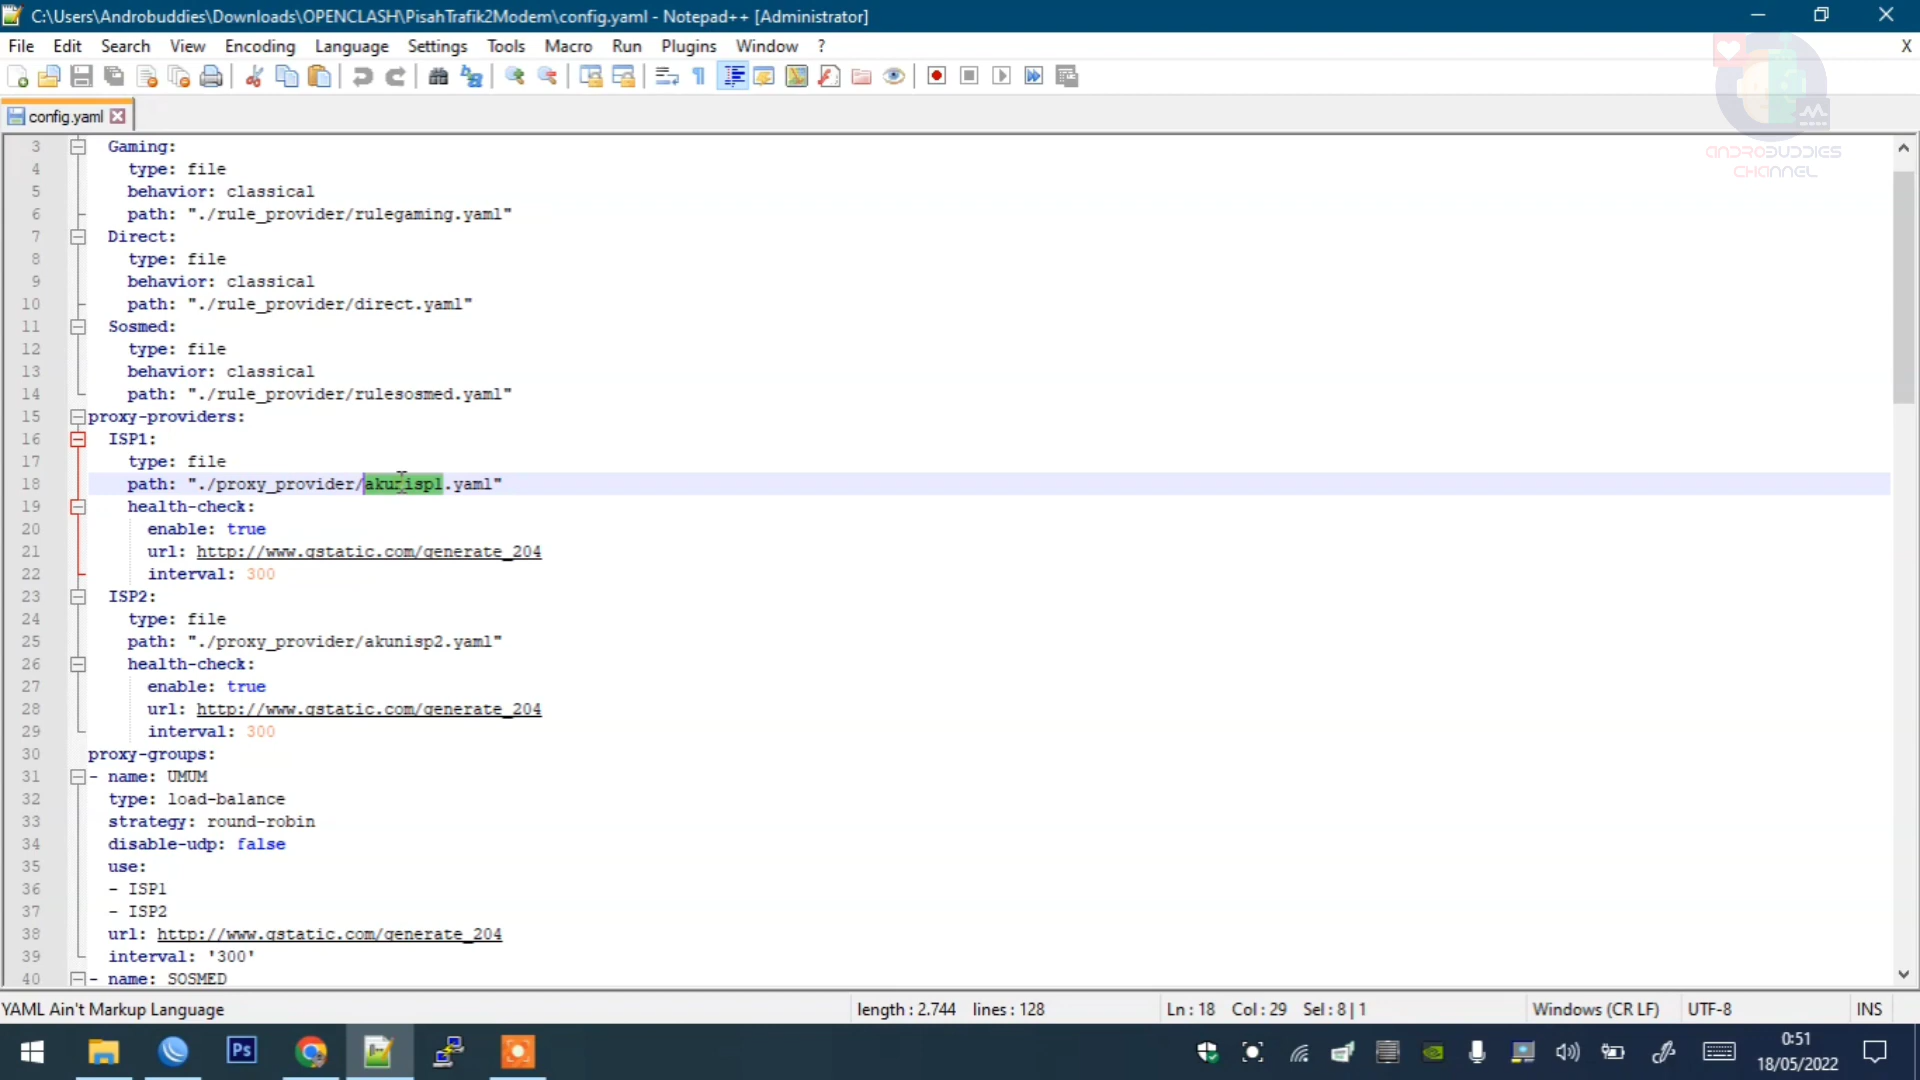 C:\Users\Androbuddies\Downloads\OPENCLASH\PisahTrafik2Modem\config.yaml - Notepad++ [Administrator]
File Edit Search View Encoding Language Settings Tools Macro Run Plugins Window ? X
config.yaml
ANDROBUDDIES
CHANNEL
3 Gaming:
4 type: file
5 behavior: classical
6 path: "./rule_provider/rulegaming.yaml"
7 Direct:
8 type: file
9 behavior: classical
10 path: "./rule_provider/direct.yaml"
11 Sosmed:
12 type: file
13 behavior: classical
14 path: "./rule_provider/rulesosmed.yaml"
15 proxy-providers:
16 ISP1:
17 type: file
18 path: "./proxy_provider/akunisp1.yaml"
19 health-check:
20 enable: true
21 url: http://www.gstatic.com/generate_204
22 interval: 300
23 ISP2:
24 type: file
25 path: "./proxy_provider/akunisp2.yaml"
26 health-check:
27 enable: true
28 url: http://www.gstatic.com/generate_204
29 interval: 300
30 proxy-groups:
31 - name: UMUM
32 type: load-balance
33 strategy: round-robin
34 disable-udp: false
35 use:
36 - ISP1
37 - ISP2
38 url: http://www.gstatic.com/generate_204
39 interval: '300'
40 - name: SOSMED
YAML Ain't Markup Language length : 2.744 lines : 128 Ln : 18 Col : 29 Sel : 8 | 1 Windows (CR LF) UTF-8 INS
Ps
0:51
18/05/2022